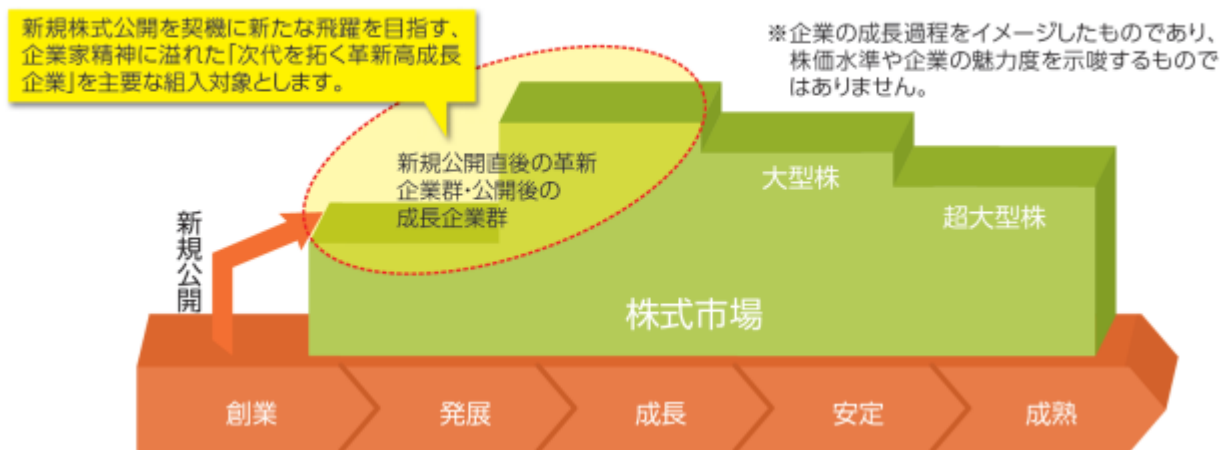 新規株式公開を契機に新たな飛躍を目指す、
企業家精神に溢れた「次代を拓く革新高成長
企業」を主要な組入対象とします。
※企業の成長過程をイメージしたものであり、
株価水準や企業の魅力度を示唆するもので
はありません。
新規公開直後の革新
企業群・公開後の
成長企業群
大型株
超大型株
新規公開
株式市場
創業
発展
成長
安定
成熟